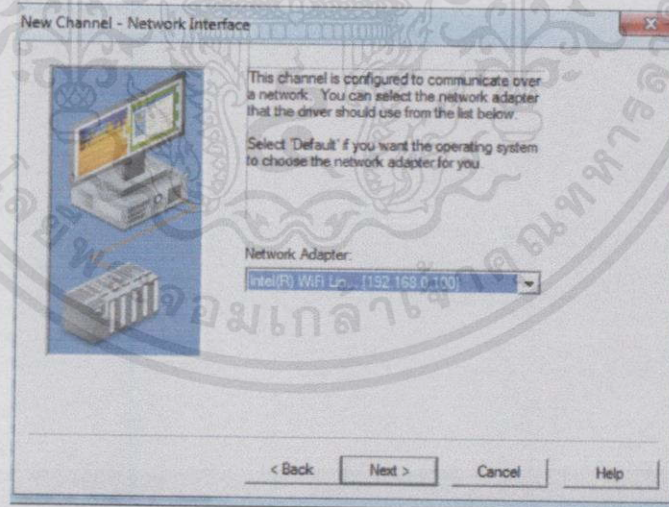 New Channel - Network Interface
This channel is configured to communicate over
a network. You can select the network adapter
that the driver should use from the list below.
Select 'Default' if you want the operating system
to choose the network adapter for you.
Network Adapter:
Intel(R) WiFi Lin... [192.168.0.100]
< Back
Next >
Cancel
Help